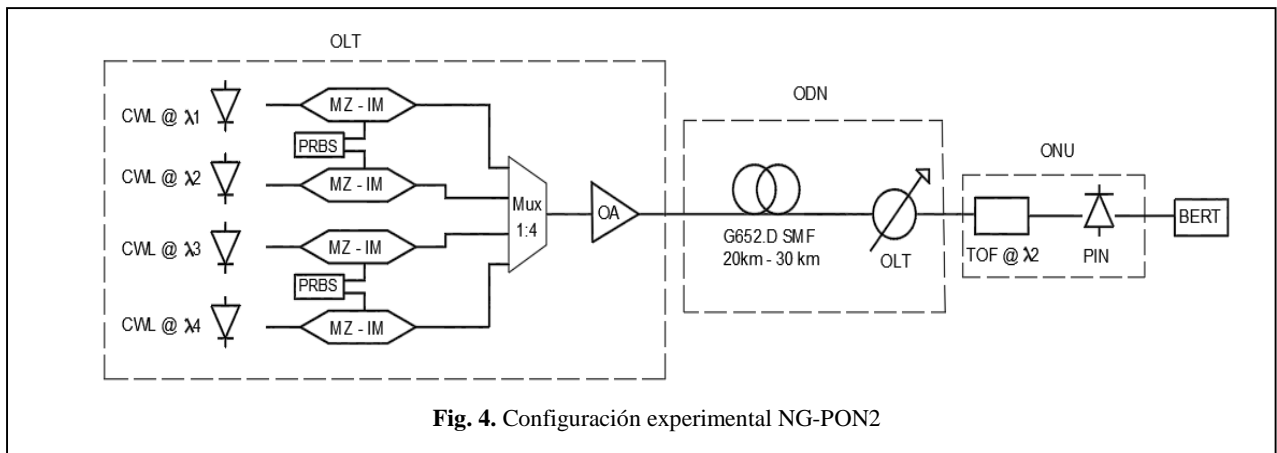 OLT
CWL @ λ1
MZ - IM
PRBS
CWL @ λ2
MZ - IM
CWL @ λ3
MZ - IM
PRBS
CWL @ λ4
MZ - IM
Mux
1:4
OA
ODN
G652.D SMF
20km - 30 km
OLT
ONU
TOF @ λ2
PIN
BERT
Fig. 4. Configuración experimental NG-PON2